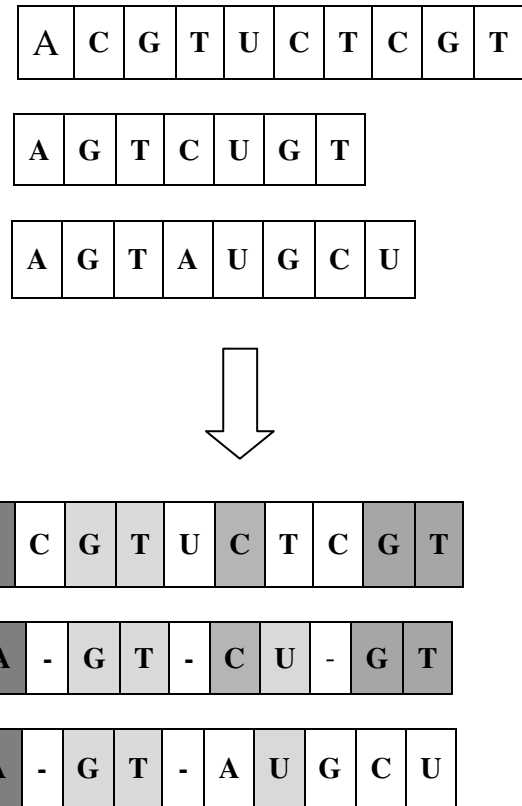 A C G T U C T C G T
A G T C U G T
A G T A U G C U
C G T U C T C G T
A - G T - C U - G T
A - G T - A U G C U